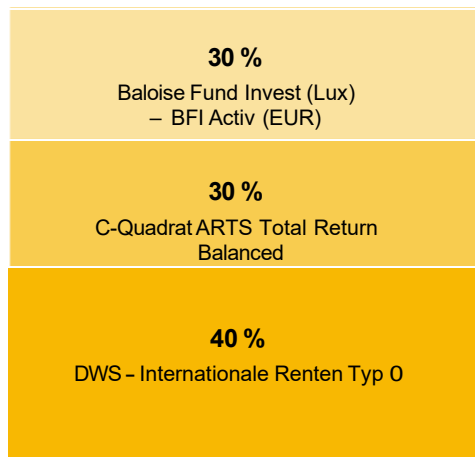 30 %
Baloise Fund Invest (Lux)
– BFI Activ (EUR)
30 %
C-Quadrat ARTS Total Return
Balanced
40 %
DWS – Internationale Renten Typ O